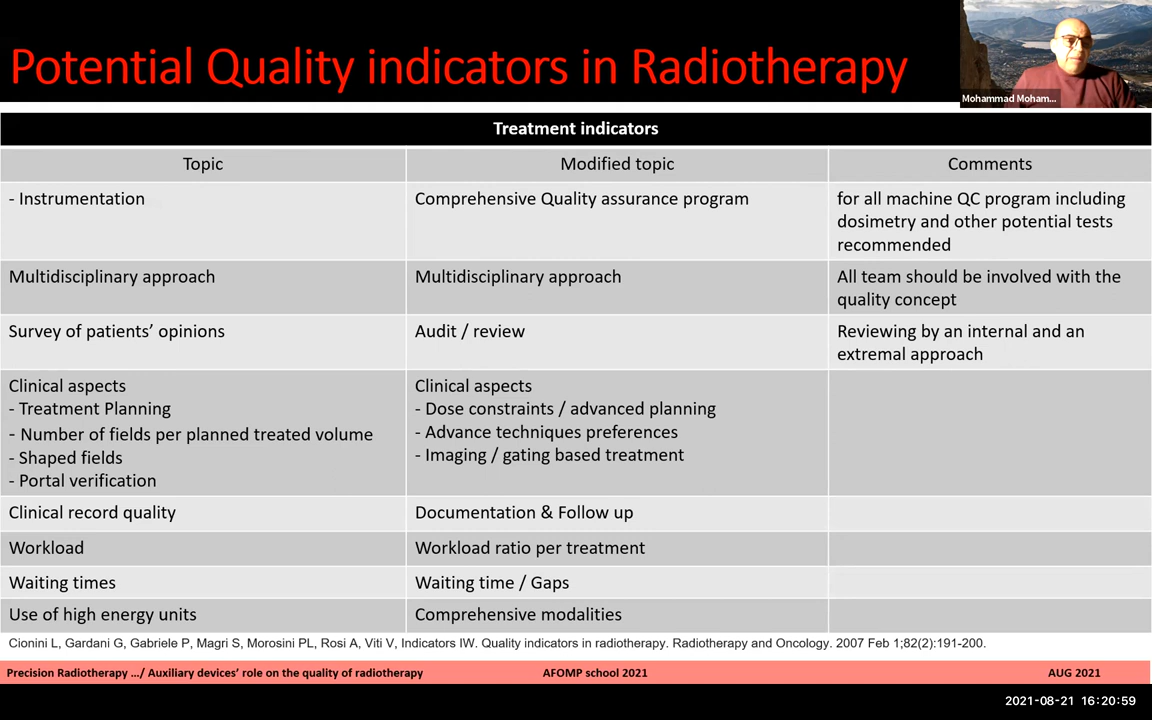 Potential Quality indicators in Radiotherapy
Mohammad Moham...
Treatment indicators
Topic
Modified topic
Comments
- Instrumentation
Comprehensive Quality assurance program
for all machine QC program including
dosimetry and other potential tests
recommended
Multidisciplinary approach
Multidisciplinary approach
All team should be involved with the
quality concept
Survey of patients’ opinions
Audit / review
Reviewing by an internal and an
extremal approach
Clinical aspects
- Treatment Planning
- Number of fields per planned treated volume
- Shaped fields
- Portal verification
Clinical aspects
- Dose constraints / advanced planning
- Advance techniques preferences
- Imaging / gating based treatment
Clinical record quality
Documentation & Follow up
Workload
Workload ratio per treatment
Waiting times
Waiting time / Gaps
Use of high energy units
Comprehensive modalities
Cionini L, Gardani G, Gabriele P, Magri S, Morosini PL, Rosi A, Viti V, Indicators IW. Quality indicators in radiotherapy. Radiotherapy and Oncology. 2007 Feb 1;82(2):191-200.
Precision Radiotherapy .../ Auxiliary devices’ role on the quality of radiotherapy
AFOMP school 2021
AUG 2021
2021-08-21 16:20:59